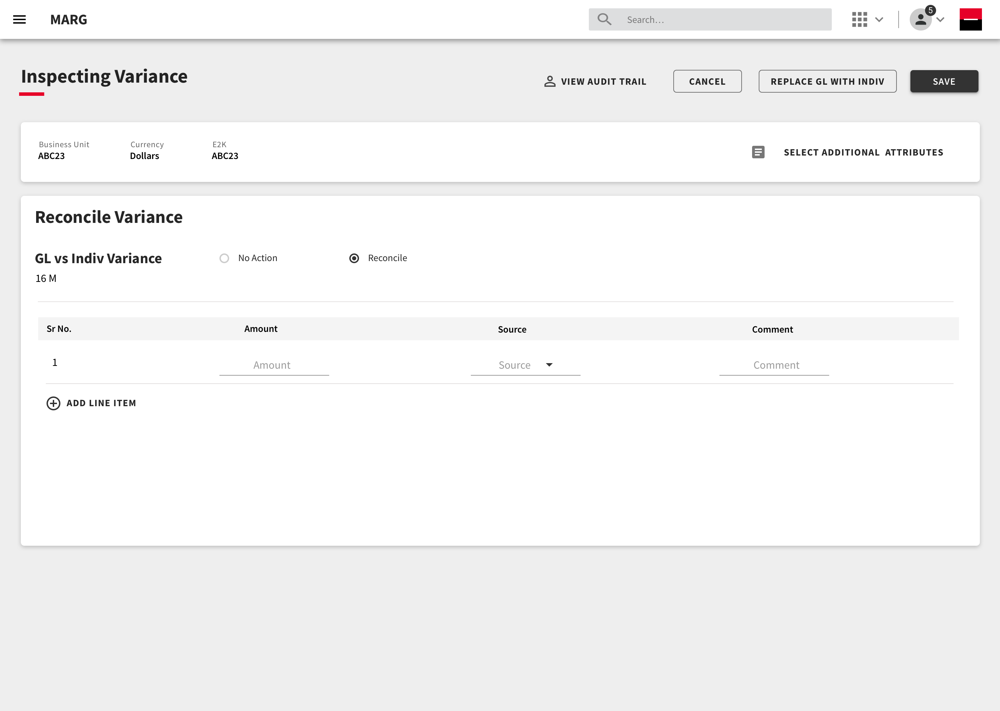 MARG
Search...
5
Inspecting Variance
VIEW AUDIT TRAIL
CANCEL
REPLACE GL WITH INDIV
SAVE
Business Unit
ABC23
Currency
Dollars
E2K
ABC23
SELECT ADDITIONAL ATTRIBUTES
Reconcile Variance
GL vs Indiv Variance
No Action
Reconcile
16 M
Sr No.
Amount
Source
Comment
1
Amount
Source
Comment
ADD LINE ITEM